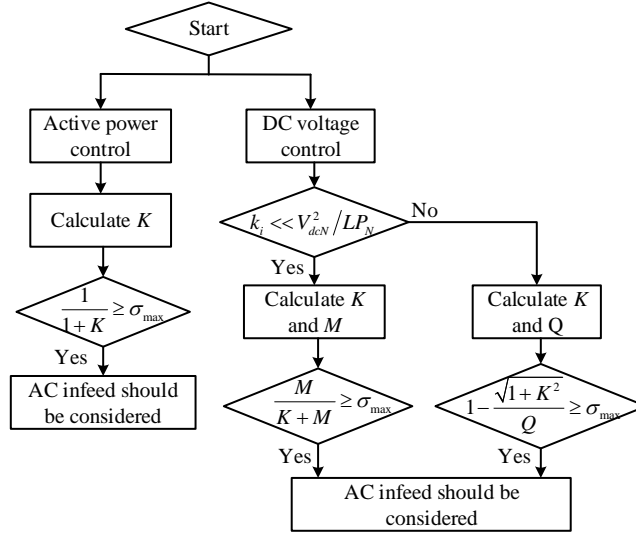 Start
Active power
control
DC voltage
control
Calculate K
k_i << V_{dcN}^2 / LP_N
No
Yes
1/(1+K) ≥ σ_max
Calculate K
and M
Calculate K
and Q
Yes
AC infeed should
be considered
M/(K+M) ≥ σ_max
1 − √(1+K^2)/Q ≥ σ_max
Yes
Yes
AC infeed should be
considered